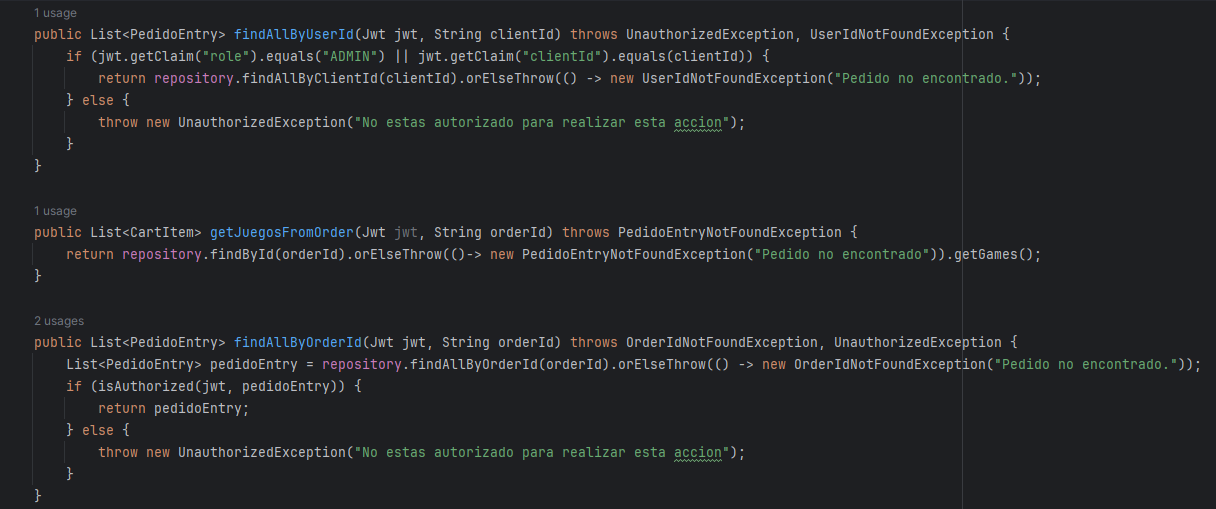 1 usage
public List<PedidoEntry> findAllByUserId(Jwt jwt, String clientId) throws UnauthorizedException, UserIdNotFoundException {
if (jwt.getClaim("role").equals("ADMIN") || jwt.getClaim("clientId").equals(clientId)) {
return repository.findAllByClientId(clientId).orElseThrow(() -> new UserIdNotFoundException("Pedido no encontrado."));
} else {
throw new UnauthorizedException("No estas autorizado para realizar esta accion");
}
}
1 usage
public List<CartItem> getJuegosFromOrder(Jwt jwt, String orderId) throws PedidoEntryNotFoundException {
return repository.findById(orderId).orElseThrow(()-> new PedidoEntryNotFoundException("Pedido no encontrado")).getGames();
}
2 usages
public List<PedidoEntry> findAllByOrderId(Jwt jwt, String orderId) throws OrderIdNotFoundException, UnauthorizedException {
List<PedidoEntry> pedidoEntry = repository.findAllByOrderId(orderId).orElseThrow(() -> new OrderIdNotFoundException("Pedido no encontrado."));
if (isAuthorized(jwt, pedidoEntry)) {
return pedidoEntry;
} else {
throw new UnauthorizedException("No estas autorizado para realizar esta accion");
}
}